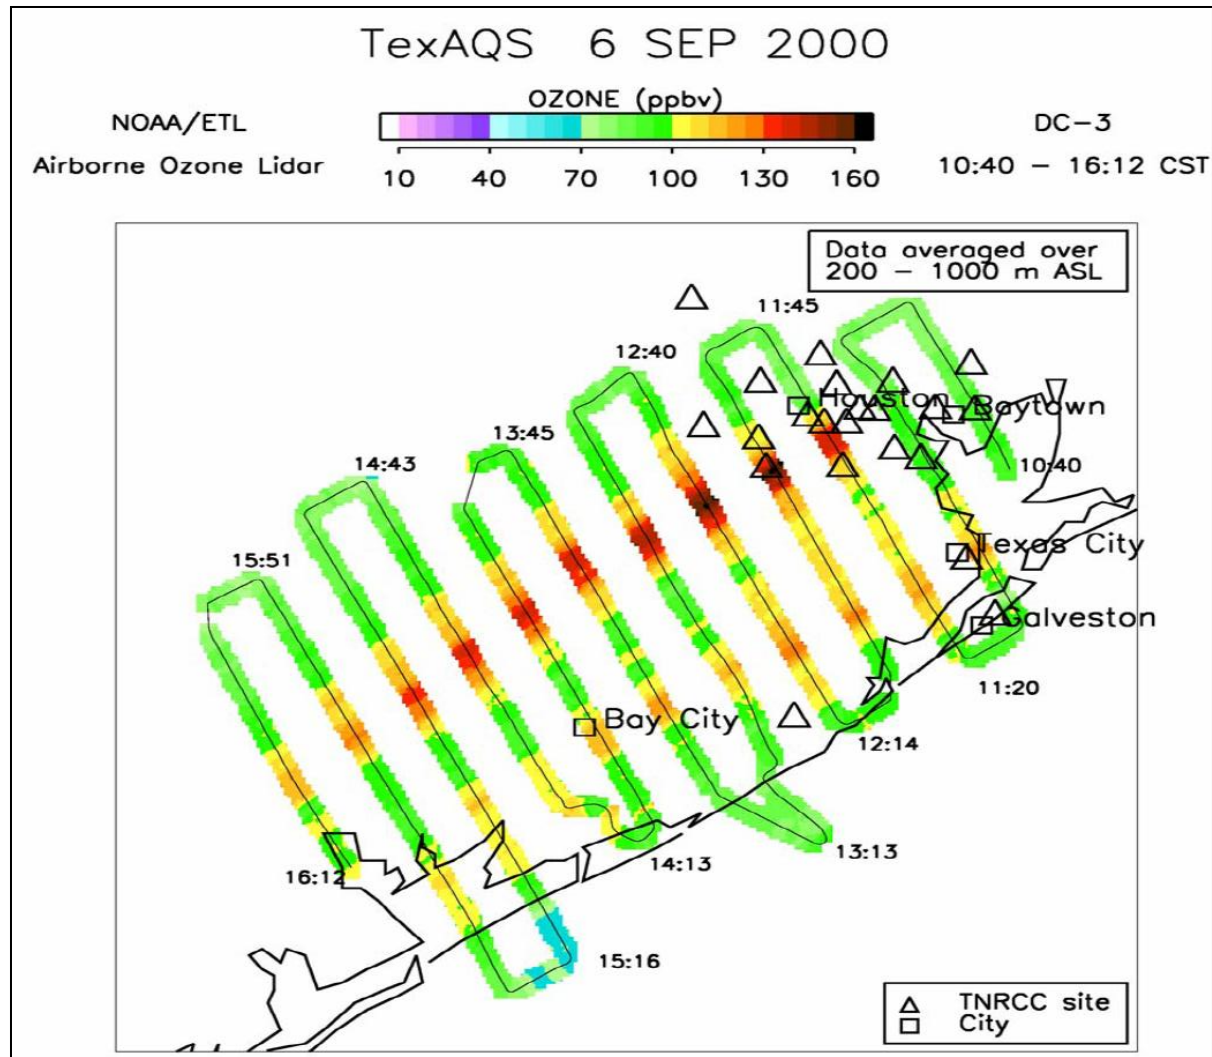 TexAQS 6 SEP 2000
OZONE (ppbv)
NOAA/ETL
DC-3
Airborne Ozone Lidar
10 40 70 100 130 160
10:40 - 16:12 CST
Data averaged over
200 - 1000 m ASL
11:45
12:40
Houston
Baytown
13:45
14:43
10:40
Texas City
15:51
Galveston
11:20
Bay City
12:14
13:13
14:13
16:12
15:16
TNRCC site
City